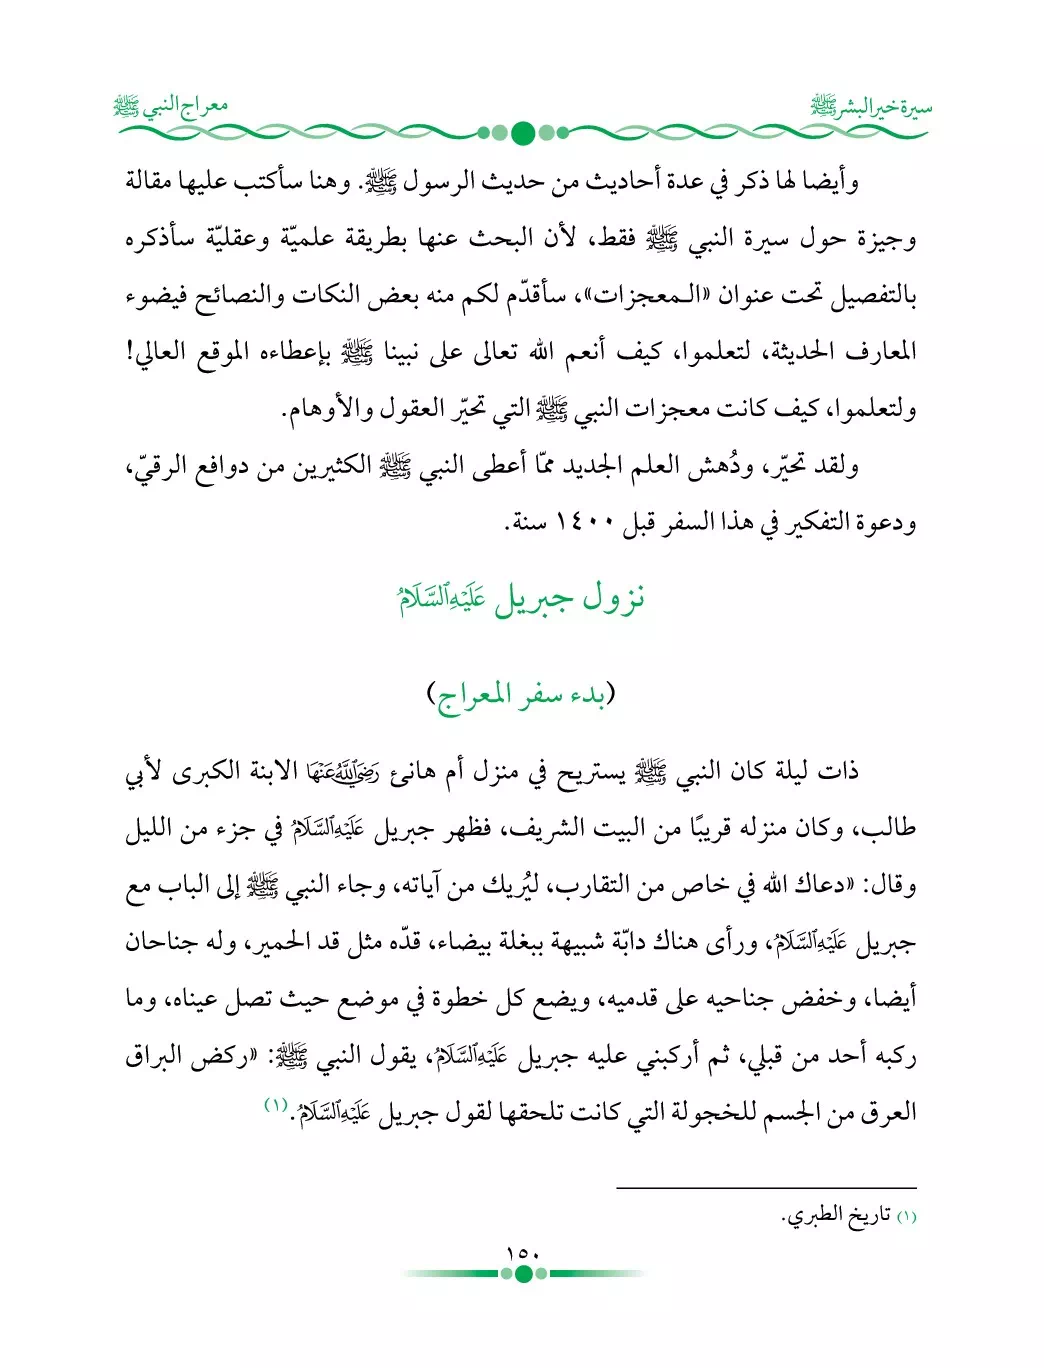 سيرة خير البشر ﷺ
معراج النبي ﷺ
وأيضا لها ذكر في عدة أحاديث من حديث الرسول ﷺ. وهنا سأكتب عليها مقالة
وجيزة حول سيرة النبي ﷺ فقط، لأن البحث عنها بطريقة علميّة وعقليّة سأذكره
بالتفصيل تحت عنوان «الـمعجزات»، سأقدّم لكم منه بعض النكات والنصائح فيضوء
المعارف الحديثة، لتعلموا، كيف أنعم الله تعالى على نبينا ﷺ بإعطاءه الموقع العالي!
ولتعلموا، كيف كانت معجزات النبي ﷺ التي تحيّر العقول والأوهام.
ولقد تحيّر، ودُهش العلم الجديد ممّا أعطى النبي ﷺ الكثيرين من دوافع الرقيّ،
ودعوة التفكير في هذا السفر قبل ١٤٠٠ سنة.
نزول جبريل عَلَيْهِ ٱلسَّلَامُ
(بدء سفر المعراج)
ذات ليلة كان النبي ﷺ يستريح في منزل أم هانئ رَضِيَ ٱللَّهُ عَنْهَا الابنة الكبرى لأبي
طالب، وكان منزله قريبًا من البيت الشريف، فظهر جبريل عَلَيْهِ ٱلسَّلَامُ في جزء من الليل
وقال: «دعاك الله في خاص من التقارب، ليُريك من آياته، وجاء النبي ﷺ إلى الباب مع
جبريل عَلَيْهِ ٱلسَّلَامُ، ورأى هناك دابّة شبيهة ببغلة بيضاء، قدّه مثل قد الحمير، وله جناحان
أيضا، وخفض جناحيه على قدميه، ويضع كل خطوة في موضع حيث تصل عيناه، وما
ركبه أحد من قبلي، ثم أركبني عليه جبريل عَلَيْهِ ٱلسَّلَامُ، يقول النبي ﷺ: «ركض البراق
العرق من الجسم للخجولة التي كانت تلحقها لقول جبريل عَلَيْهِ ٱلسَّلَامُ.(١)
(١) تاريخ الطبري.
١٥٠